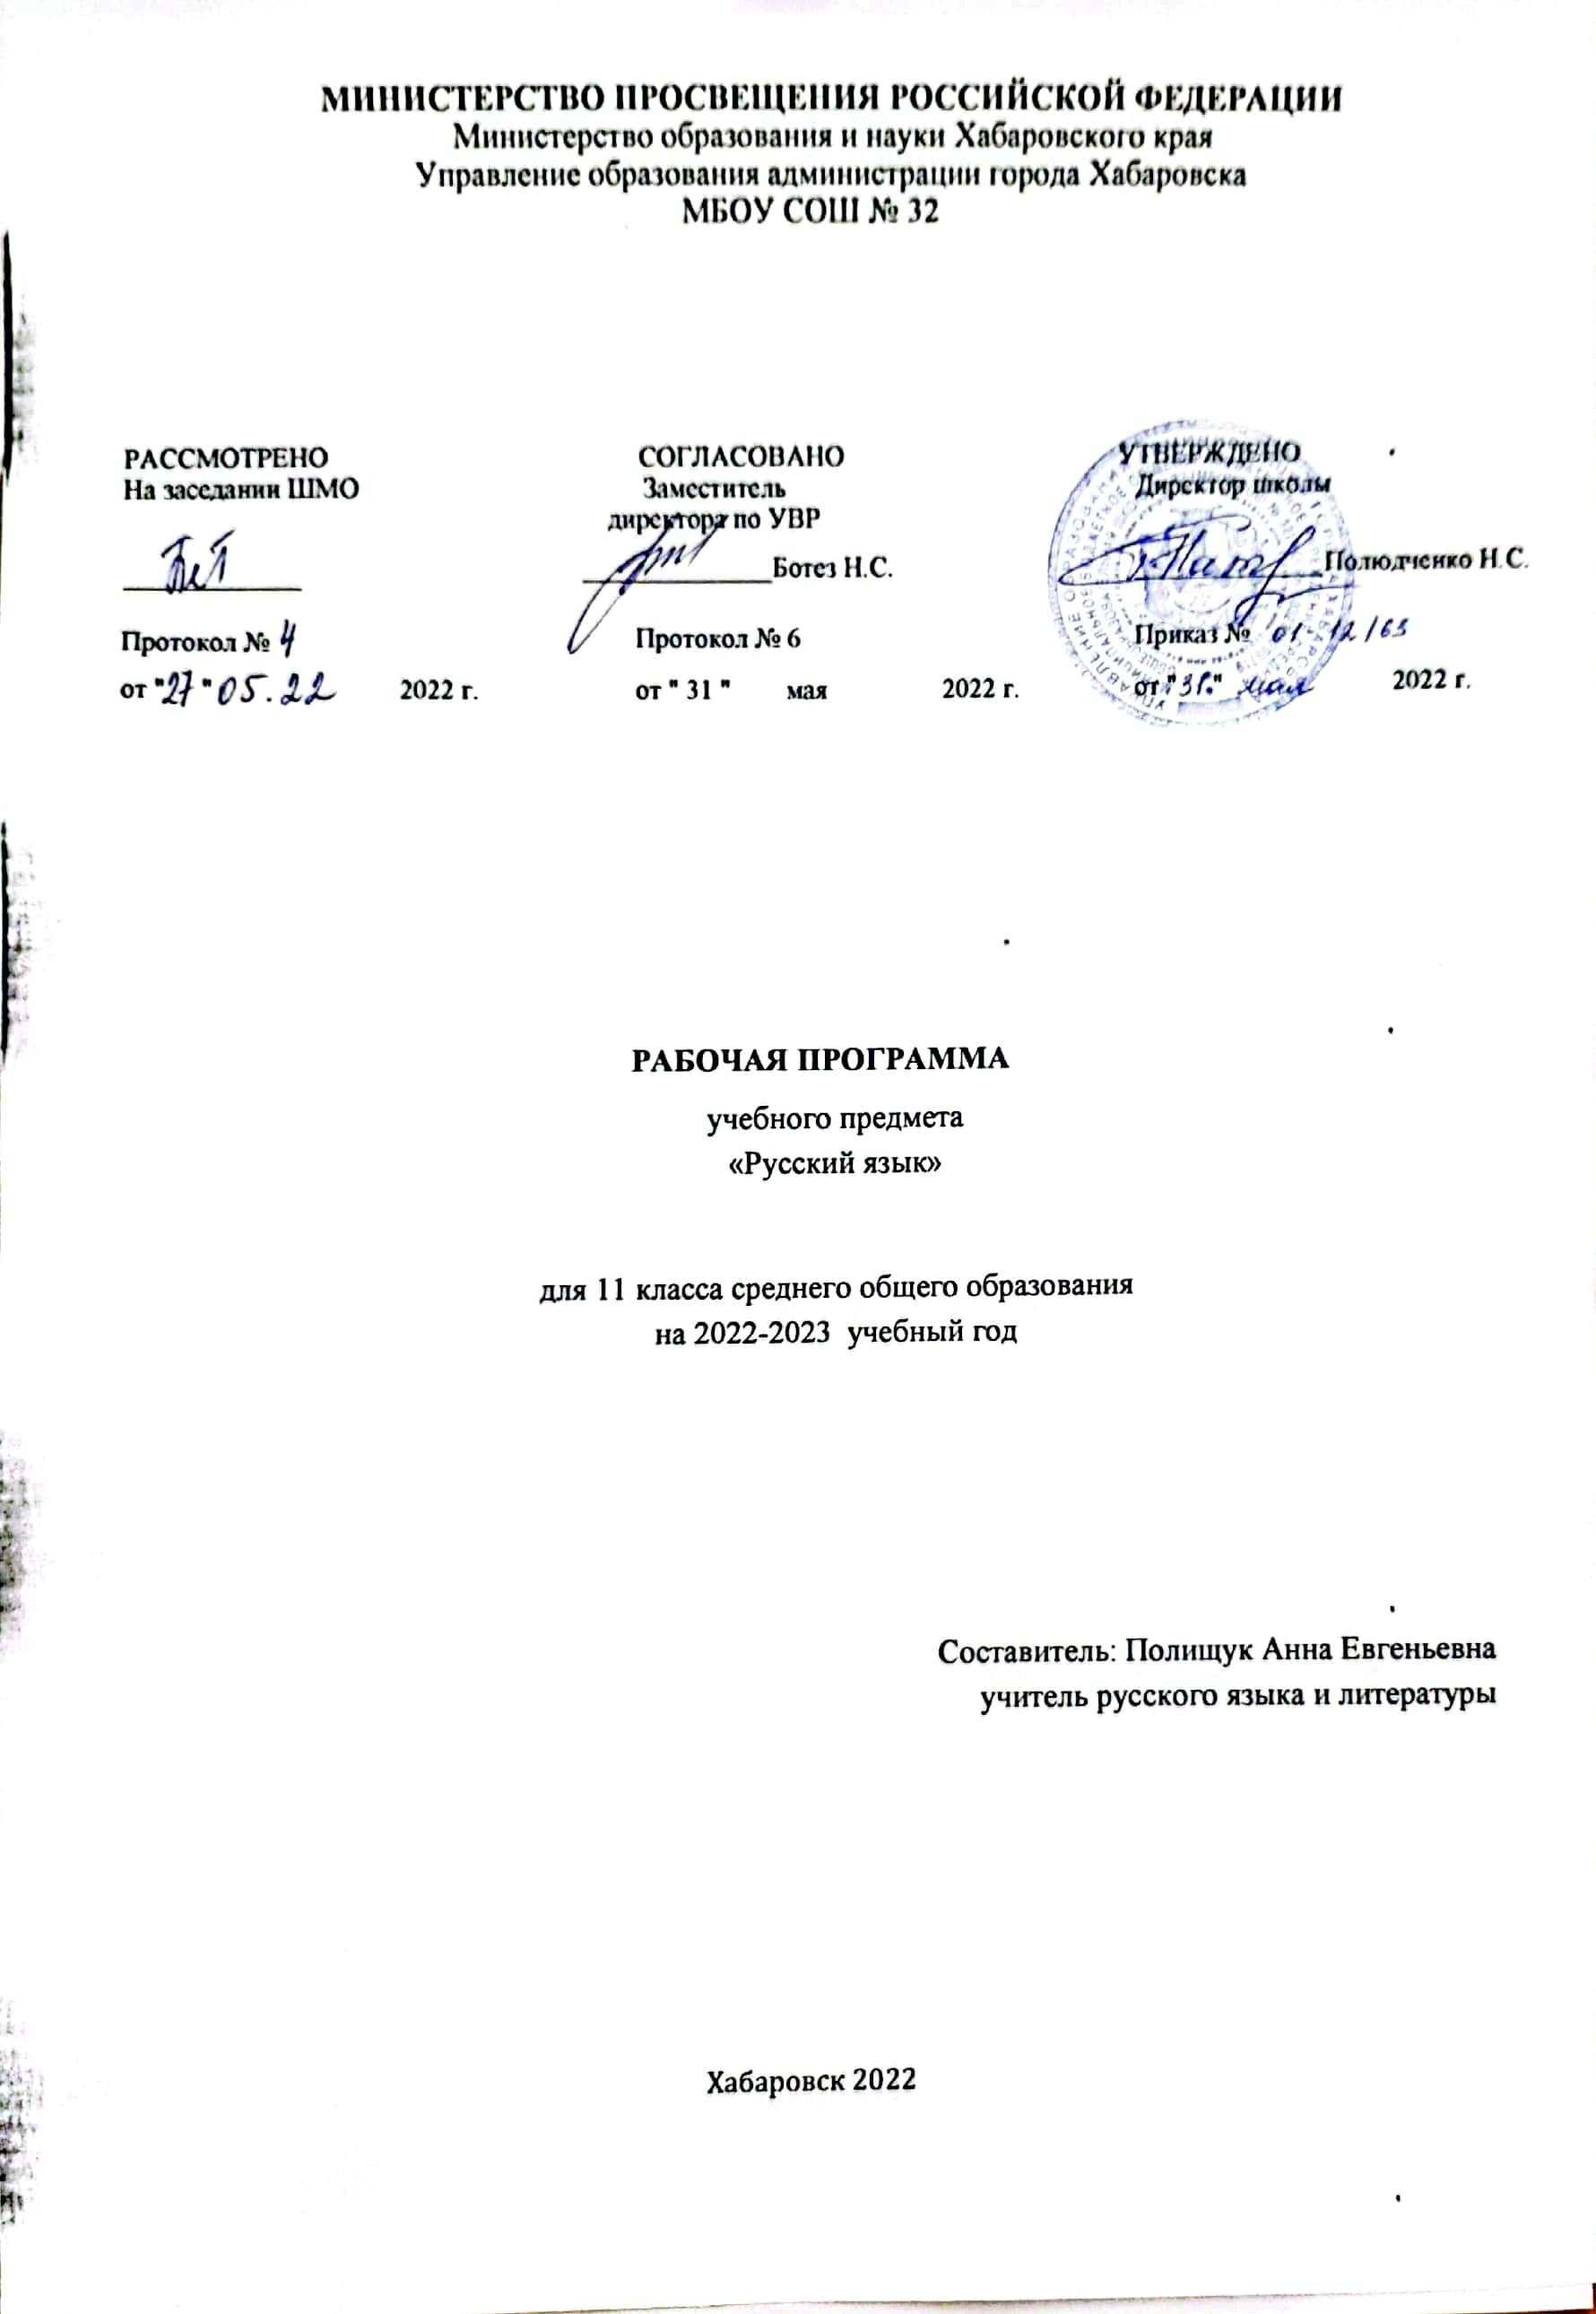 МИНИСТЕРСТВО ПРОСВЕЩЕНИЯ РОССИЙСКОЙ ФЕДЕРАЦИИ
Министерство образования и науки Хабаровского края
Управление образования администрации города Хабаровска
МБОУ СОШ № 32
РАССМОТРЕНО
На заседании ШМО
Протокол № 4
от "27" 05.22 2022 г.
СОГЛАСОВАНО
Заместитель
директора по УВР
Ботез Н.С.
Протокол № 6
от " 31 " мая 2022 г.
УТВЕРЖДЕНО
Директор школы
Полюдченко Н.С.
Приказ № 01-12/63
от "31." мая 2022 г.
РАБОЧАЯ ПРОГРАММА
учебного предмета
«Русский язык»
для 11 класса среднего общего образования
на 2022-2023 учебный год
Составитель: Полищук Анна Евгеньевна
учитель русского языка и литературы
Хабаровск 2022